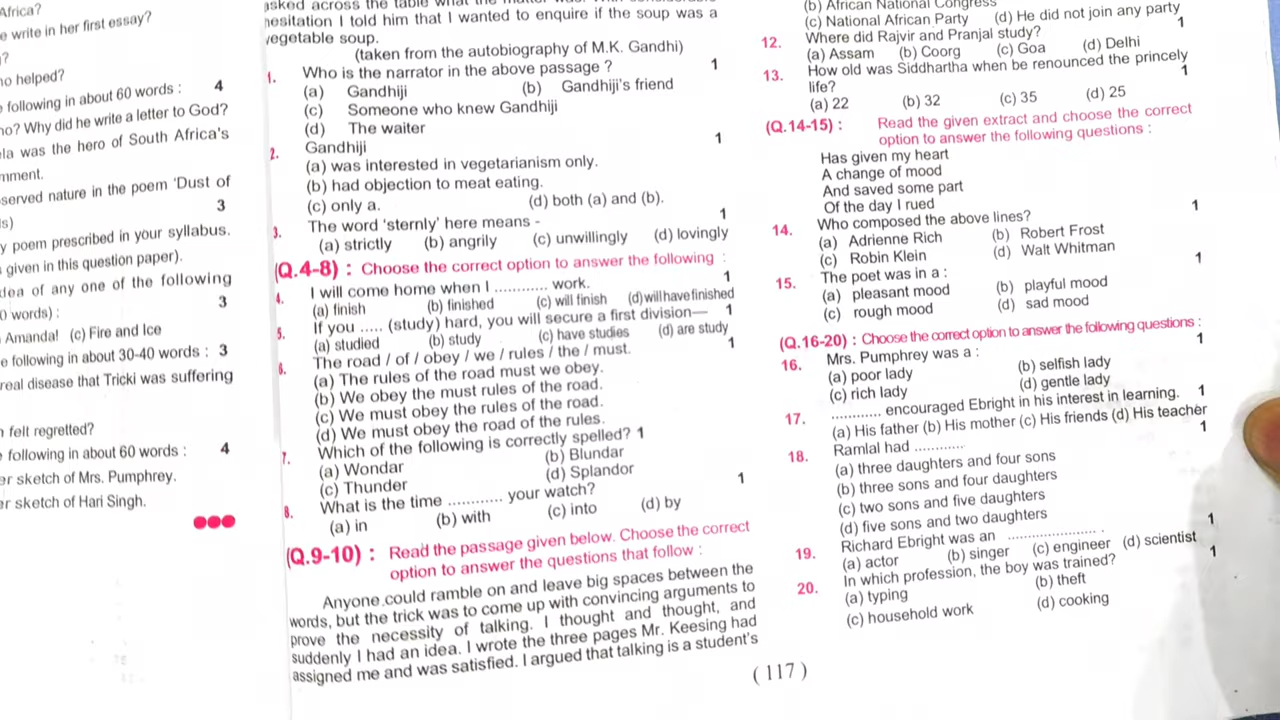 Africa?
e write in her first essay?
?
no helped?
e following in about 60 words : 4
no? Why did he write a letter to God?
ela was the hero of South Africa's
nment.
served nature in the poem ‘Dust of
s) 3
y poem prescribed in your syllabus.
s given in this question paper).
dea of any one of the following
0 words) : 3
Amanda! (c) Fire and Ice
e following in about 30-40 words : 3
real disease that Tricki was suffering
n felt regretted?
e following in about 60 words : 4
er sketch of Mrs. Pumphrey.
er sketch of Hari Singh.
asked across the table what the
hesitation I told him that I wanted to enquire if the soup was a
vegetable soup.
(taken from the autobiography of M.K. Gandhi)
1. Who is the narrator in the above passage ? 1
(a) Gandhiji (b) Gandhiji's friend
(c) Someone who knew Gandhiji
(d) The waiter
2. Gandhiji 1
(a) was interested in vegetarianism only.
(b) had objection to meat eating.
(c) only a. (d) both (a) and (b).
3. The word ‘sternly’ here means - 1
(a) strictly (b) angrily (c) unwillingly (d) lovingly
(Q.4-8) : Choose the correct option to answer the following :
4. I will come home when I ............ work. 1
(a) finish (b) finished (c) will finish (d) will have finished
5. If you ..... (study) hard, you will secure a first division— 1
(a) studied (b) study (c) have studies (d) are study
6. The road / of / obey / we / rules / the / must. 1
(a) The rules of the road must we obey.
(b) We obey the must rules of the road.
(c) We must obey the rules of the road.
(d) We must obey the road of the rules.
7. Which of the following is correctly spelled? 1
(a) Wondar (b) Blundar
(c) Thunder (d) Splandor
8. What is the time ............ your watch? 1
(a) in (b) with (c) into (d) by
(Q.9-10) : Read the passage given below. Choose the correct
option to answer the questions that follow :
Anyone could ramble on and leave big spaces between the
words, but the trick was to come up with convincing arguments to
prove the necessity of talking. I thought and thought, and
suddenly I had an idea. I wrote the three pages Mr. Keesing had
assigned me and was satisfied. I argued that talking is a student's
(b) African National Congress
(c) National African Party (d) He did not join any party
12. Where did Rajvir and Pranjal study? 1
(a) Assam (b) Coorg (c) Goa (d) Delhi
13. How old was Siddhartha when be renounced the princely
life? 1
(a) 22 (b) 32 (c) 35 (d) 25
(Q.14-15) : Read the given extract and choose the correct
option to answer the following questions :
Has given my heart
A change of mood
And saved some part
Of the day I rued
14. Who composed the above lines? 1
(a) Adrienne Rich (b) Robert Frost
(c) Robin Klein (d) Walt Whitman
15. The poet was in a : 1
(a) pleasant mood (b) playful mood
(c) rough mood (d) sad mood
(Q.16-20) : Choose the correct option to answer the following questions :
16. Mrs. Pumphrey was a : 1
(a) poor lady (b) selfish lady
(c) rich lady (d) gentle lady
17. ............ encouraged Ebright in his interest in learning. 1
(a) His father (b) His mother (c) His friends (d) His teacher
18. Ramlal had ............ 1
(a) three daughters and four sons
(b) three sons and four daughters
(c) two sons and five daughters
(d) five sons and two daughters
19. Richard Ebright was an ...................... . 1
(a) actor (b) singer (c) engineer (d) scientist
20. In which profession, the boy was trained? 1
(a) typing (b) theft
(c) household work (d) cooking
( 117 )